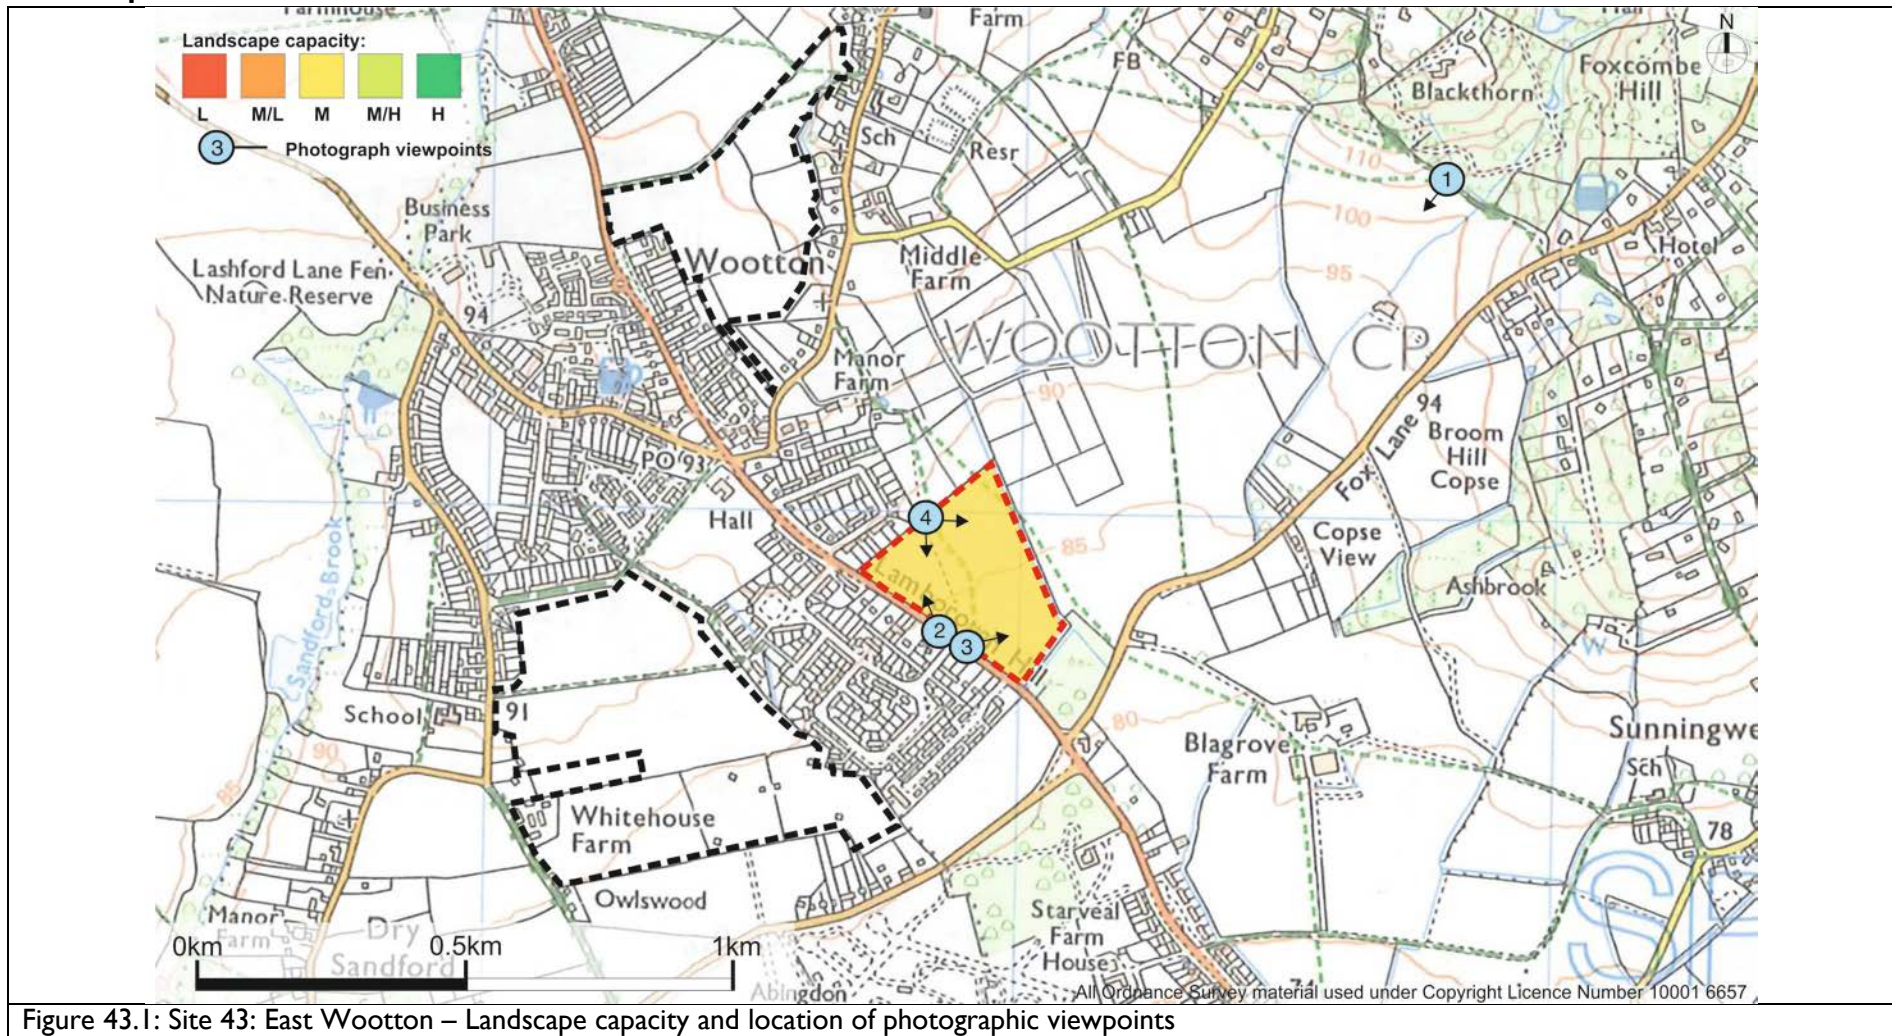 Landscape capacity:
L M/L M M/H H
3 Photograph viewpoints
N
Farm
FB
Blackthorn
Foxcombe
Hill
Sch
Resr
110
1
100
Business
Park
Hotel
Wootton
Middle
Farm
95
Lashford Lane Fen
Nature Reserve
94
WOOTTON CP
Manor
Farm
90
94
Fox Lane
Broom
Hill
Copse
PO 93
Hall
4
Copse
View
85
Ashbrook
Sandford Brook
2
3
W
School
91
90
80
Blagrove
Farm
Sunningwe
Sch
85
78
Whitehouse
Farm
Owlswood
Manor
Farm
Dry
Sandford
Starveal
Farm
House
0km 0.5km 1km
Abingdon
All Ordnance Survey material used under Copyright Licence Number 10001 6657
Figure 43.1: Site 43: East Wootton – Landscape capacity and location of photographic viewpoints